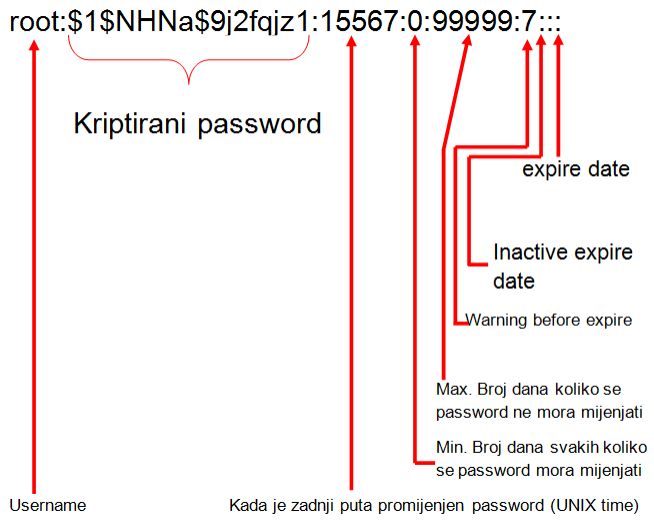 root:$1$NHNa$9j2fqjz1:15567:0:99999:7:::
Kriptirani password
expire date
Inactive expire
date
Warning before expire
Max. Broj dana koliko se
password ne mora mijenjati
Min. Broj dana svakih koliko
se password mora mijenjati
Username
Kada je zadnji puta promijenjen password (UNIX time)